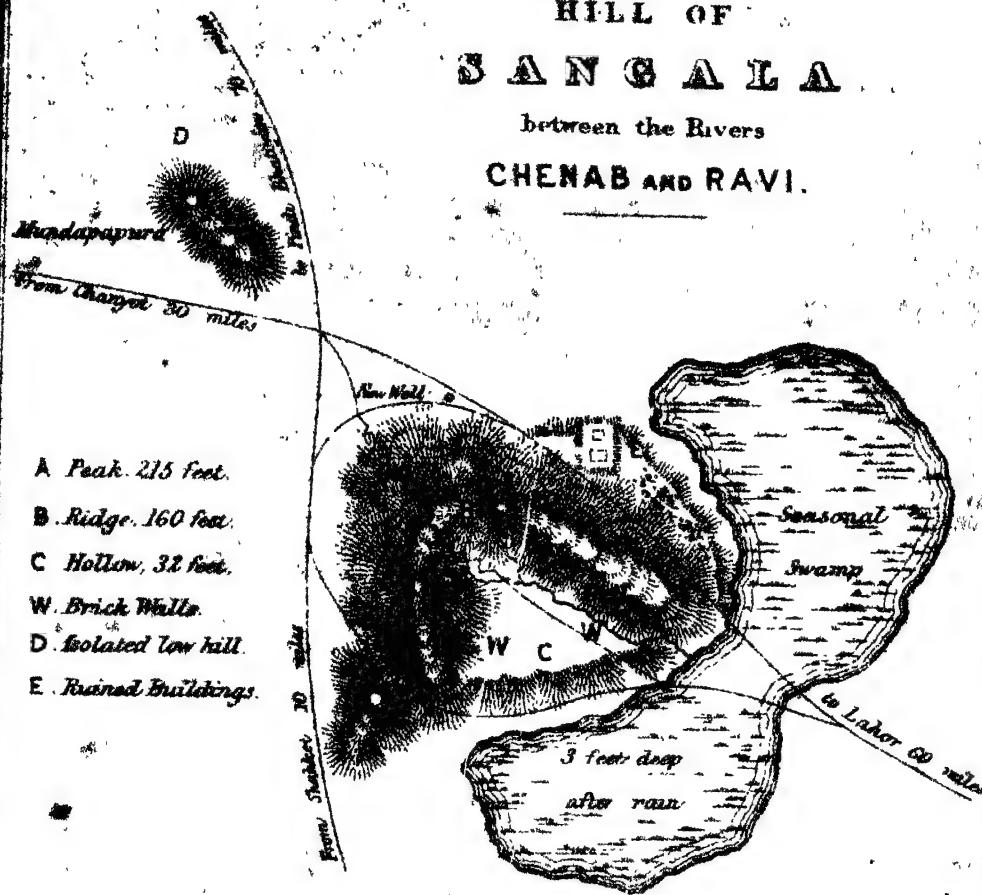 HILL OF
SANGALA
between the Rivers
CHENAB AND RAVI.
D
Mundapapura
to Pindi
From Chanyot 30 miles
New Well
E
A Peak. 215 feet.
B. Ridge. 160 feet.
C Hollow, 32 feet.
W. Brick Walls.
D. Isolated low hill.
E. Ruined Buildings.
Seasonal
Swamp
W
C
W
From Shahkot 10 miles
to Lahor 60 miles
3 feet deep
after rain